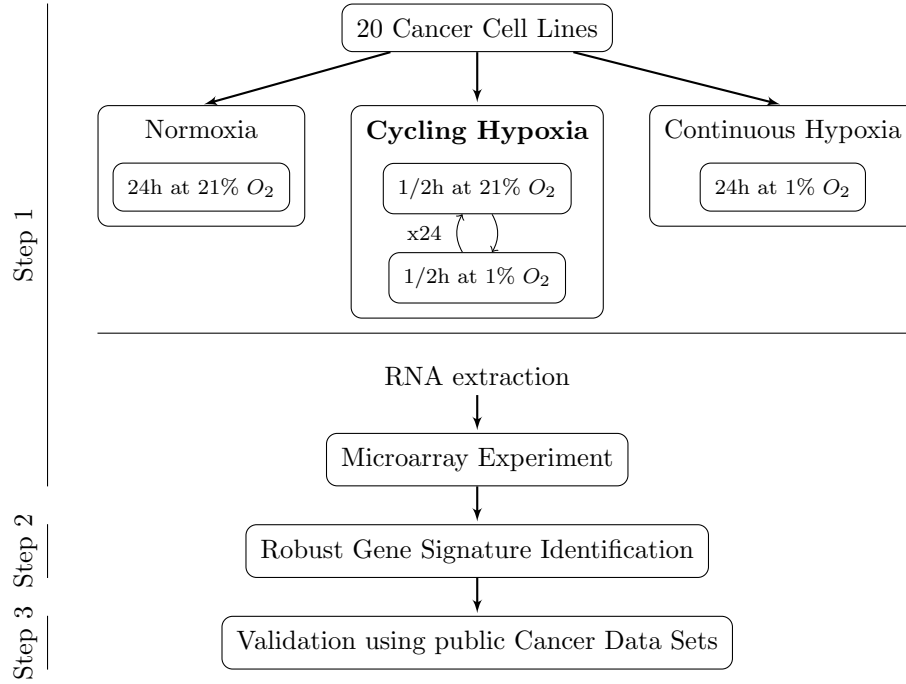 20 Cancer Cell Lines
Normoxia
24h at 21% O₂
Cycling Hypoxia
1/2h at 21% O₂
x24
1/2h at 1% O₂
Continuous Hypoxia
24h at 1% O₂
Step 1
RNA extraction
Microarray Experiment
Step 2
Robust Gene Signature Identification
Step 3
Validation using public Cancer Data Sets